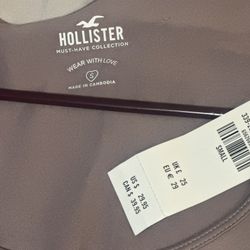 HOLLISTER
MUST-HAVE COLLECTION
WEAR WITH LOVE
S
MADE IN CAMBODIA
SMALL
UK £ 25
EU € 29
US $ 29.95
CAN $ 39.95